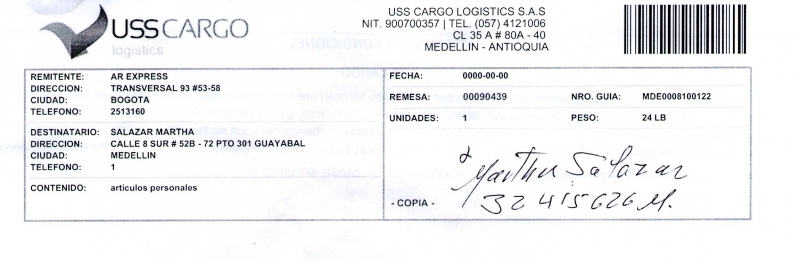 USSCARGO
logistics
USS CARGO LOGISTICS S.A.S
NIT. 900700357 | TEL. (057) 4121006
CL 35 A # 80A - 40
MEDELLIN - ANTIOQUIA
REMITENTE: AR EXPRESS
DIRECCION: TRANSVERSAL 93 #53-58
CIUDAD: BOGOTA
TELEFONO: 2513160
DESTINATARIO: SALAZAR MARTHA
DIRECCION: CALLE 8 SUR # 52B - 72 PTO 301 GUAYABAL
CIUDAD: MEDELLIN
TELEFONO: 1
CONTENIDO: articulos personales
FECHA: 0000-00-00
REMESA: 00090439 NRO. GUIA: MDE0008100122
UNIDADES: 1 PESO: 24 LB
Martha Salazar
32415626 M.
- COPIA -